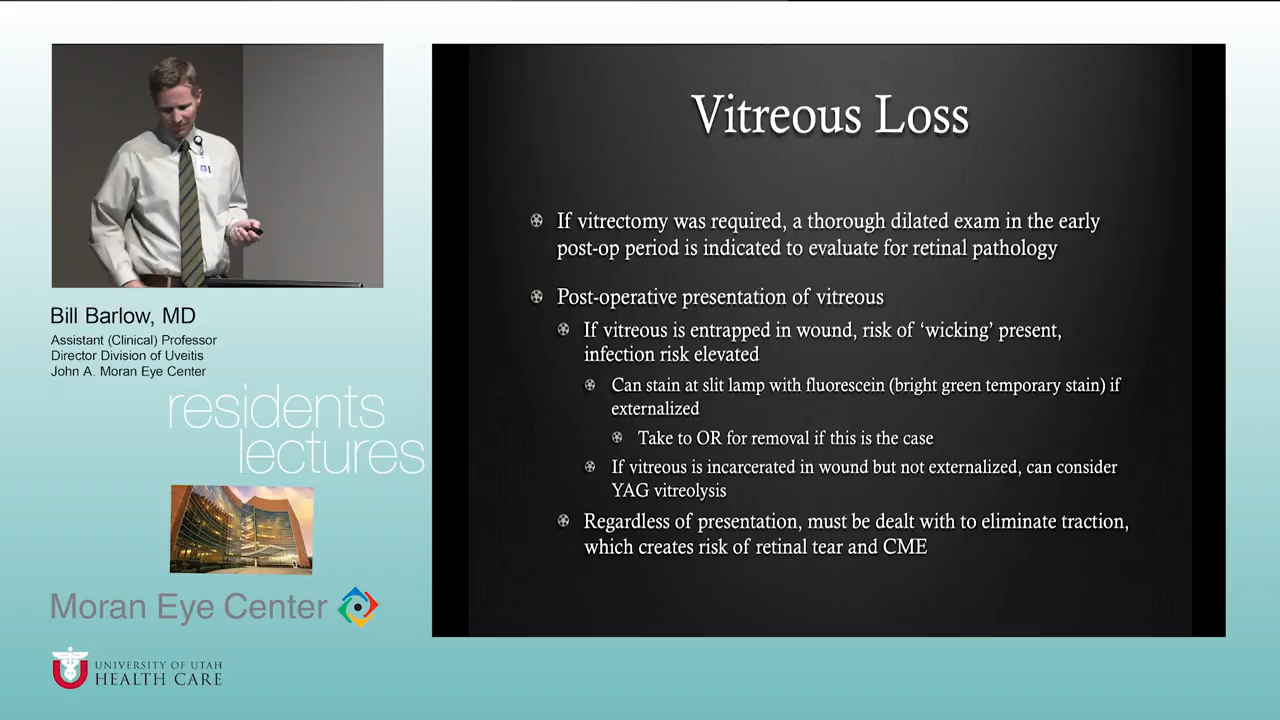 Vitreous Loss
If vitrectomy was required, a thorough dilated exam in the early
post-op period is indicated to evaluate for retinal pathology
Post-operative presentation of vitreous
If vitreous is entrapped in wound, risk of ‘wicking’ present,
infection risk elevated
Can stain at slit lamp with fluorescein (bright green temporary stain) if
externalized
Take to OR for removal if this is the case
If vitreous is incarcerated in wound but not externalized, can consider
YAG vitreolysis
Regardless of presentation, must be dealt with to eliminate traction,
which creates risk of retinal tear and CME
Bill Barlow, MD
Assistant (Clinical) Professor
Director Division of Uveitis
John A. Moran Eye Center
residents
lectures
Moran Eye Center
UNIVERSITY OF UTAH
HEALTH CARE